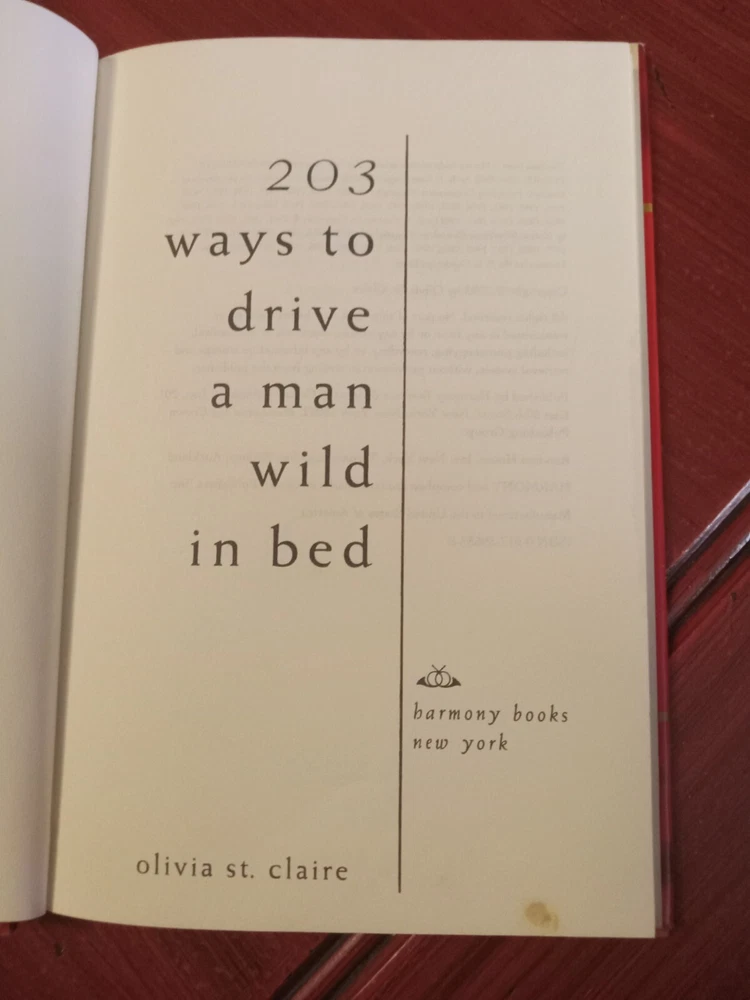 203
ways to
drive
a man
wild
in bed
harmony books
new york
olivia st. claire